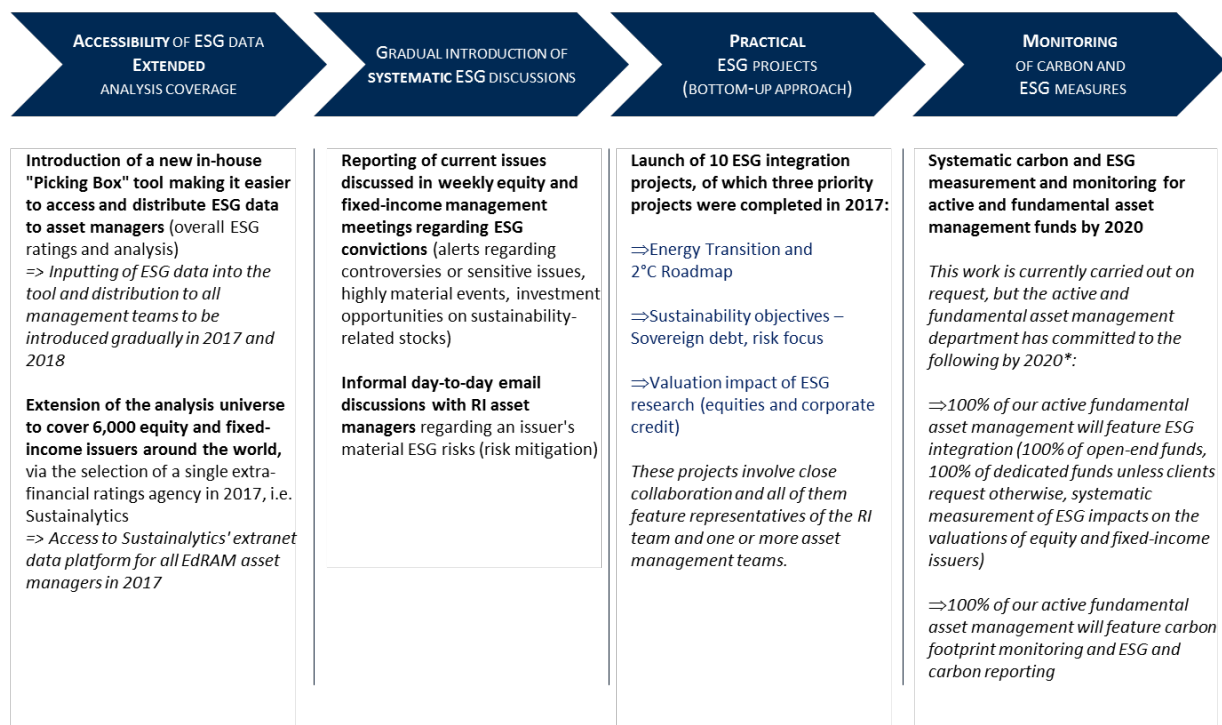 ACCESSIBILITY OF ESG DATA
EXTENDED
ANALYSIS COVERAGE
GRADUAL INTRODUCTION OF
SYSTEMATIC ESG DISCUSSIONS
PRACTICAL
ESG PROJECTS
(BOTTOM-UP APPROACH)
MONITORING
OF CARBON AND
ESG MEASURES
Introduction of a new in-house
"Picking Box" tool making it easier
to access and distribute ESG data
to asset managers (overall ESG
ratings and analysis)
=> Inputting of ESG data into the
tool and distribution to all
management teams to be
introduced gradually in 2017 and
2018
Extension of the analysis universe
to cover 6,000 equity and fixed-
income issuers around the world,
via the selection of a single extra-
financial ratings agency in 2017, i.e.
Sustainalytics
=> Access to Sustainalytics' extranet
data platform for all EdRAM asset
managers in 2017
Reporting of current issues
discussed in weekly equity and
fixed-income management
meetings regarding ESG
convictions (alerts regarding
controversies or sensitive issues,
highly material events, investment
opportunities on sustainability-
related stocks)
Informal day-to-day email
discussions with RI asset
managers regarding an issuer's
material ESG risks (risk mitigation)
Launch of 10 ESG integration
projects, of which three priority
projects were completed in 2017:
⇒Energy Transition and
2°C Roadmap
⇒Sustainability objectives –
Sovereign debt, risk focus
⇒Valuation impact of ESG
research (equities and corporate
credit)
These projects involve close
collaboration and all of them
feature representatives of the RI
team and one or more asset
management teams.
Systematic carbon and ESG
measurement and monitoring for
active and fundamental asset
management funds by 2020
This work is currently carried out on
request, but the active and
fundamental asset management
department has committed to the
following by 2020*:
⇒100% of our active fundamental
asset management will feature ESG
integration (100% of open-end funds,
100% of dedicated funds unless clients
request otherwise, systematic
measurement of ESG impacts on the
valuations of equity and fixed-income
issuers)
⇒100% of our active fundamental
asset management will feature carbon
footprint monitoring and ESG and
carbon reporting